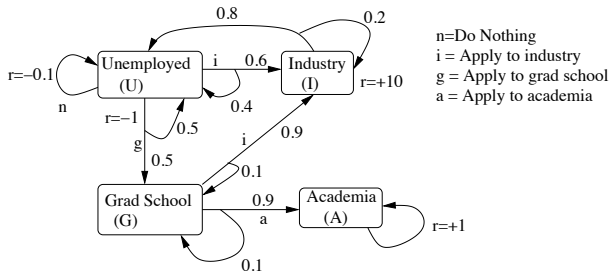 0.8
0.2
n=Do Nothing
i = Apply to industry
g = Apply to grad school
a = Apply to academia
Unemployed
(U)
i
0.6
Industry
(I)
r=−0.1
n
r=+10
0.4
r=−1
0.5
g
0.5
i
0.9
0.1
Grad School
(G)
0.9
a
Academia
(A)
r=+1
0.1